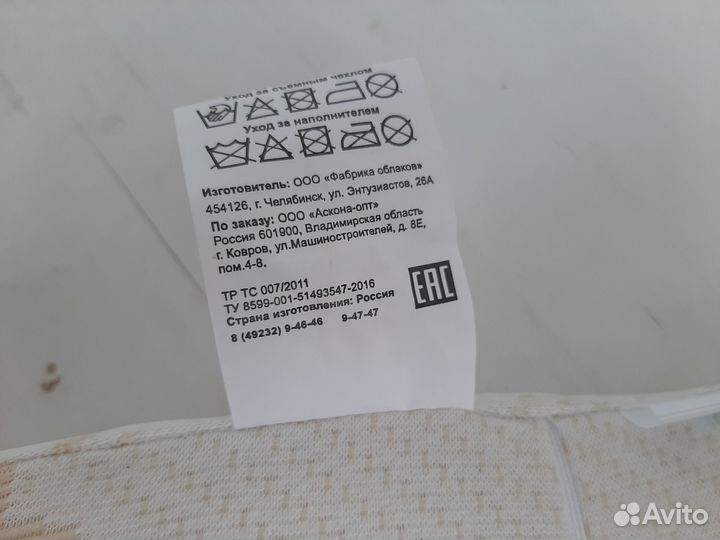 Уход за съемным чехлом
Уход за наполнителем
Изготовитель: ООО «Фабрика облаков»
454126, г. Челябинск, ул. Энтузиастов, 26А
По заказу: ООО «Аскона-опт»
Россия 601900, Владимирская область
г. Ковров, ул.Машиностроителей, д. 8Е,
пом.4-8.
ТР ТС 007/2011
ТУ 8599-001-51493547-2016
Страна изготовления: Россия
8 (49232) 9-46-46 9-47-47
EAC
Avito